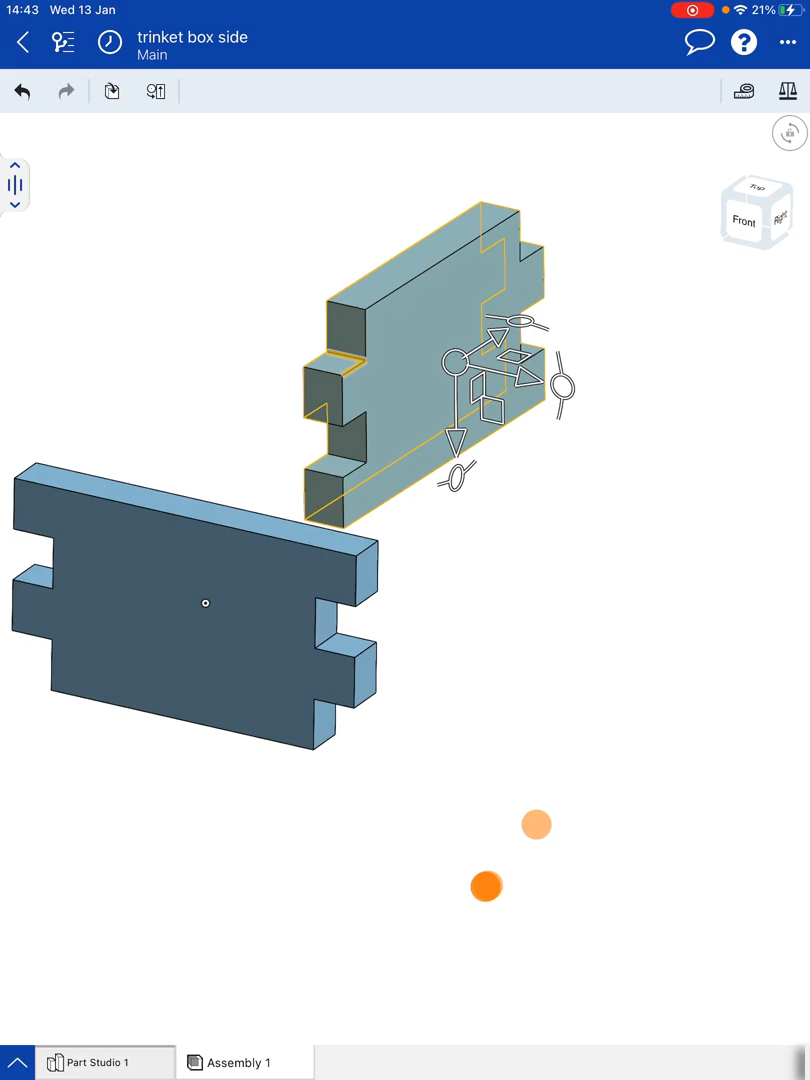 14:43 Wed 13 Jan
21%
trinket box side
Main
?
TOP
Front
Right
Part Studio 1
Assembly 1